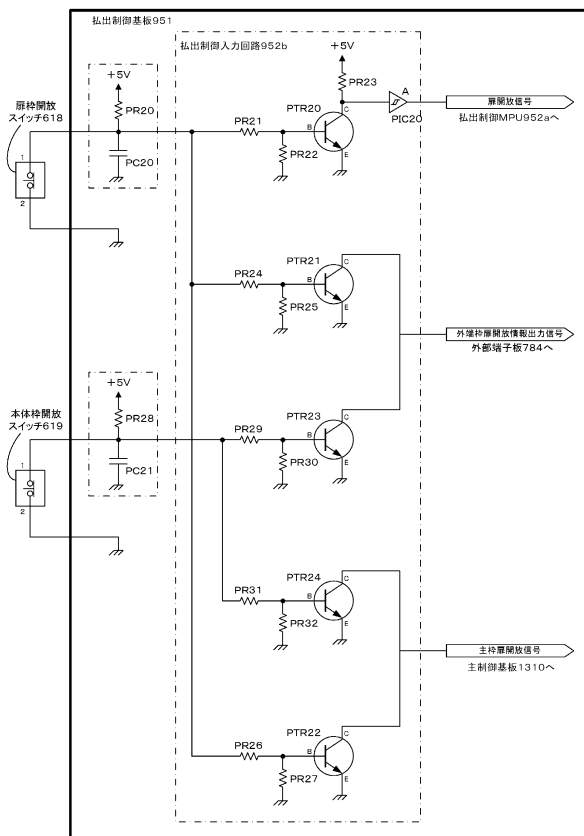 払出制御基板951
払出制御入力回路952b
+5V
+5V
PR23
PR20
A
PTR20
C
扉開放信号
扉枠開放
スイッチ618
PR21
B
PIC20
払出制御MPU952aへ
PC20
PR22
E
1
2
PTR21
C
PR24
B
PR25
E
外端枠扉開放情報出力信号
外部端子板784へ
+5V
PR28
PTR23
C
本体枠開放
スイッチ619
PR29
B
PC21
PR30
E
1
2
PTR24
C
PR31
B
PR32
E
主枠扉開放信号
主制御基板1310へ
PTR22
C
PR26
B
PR27
E